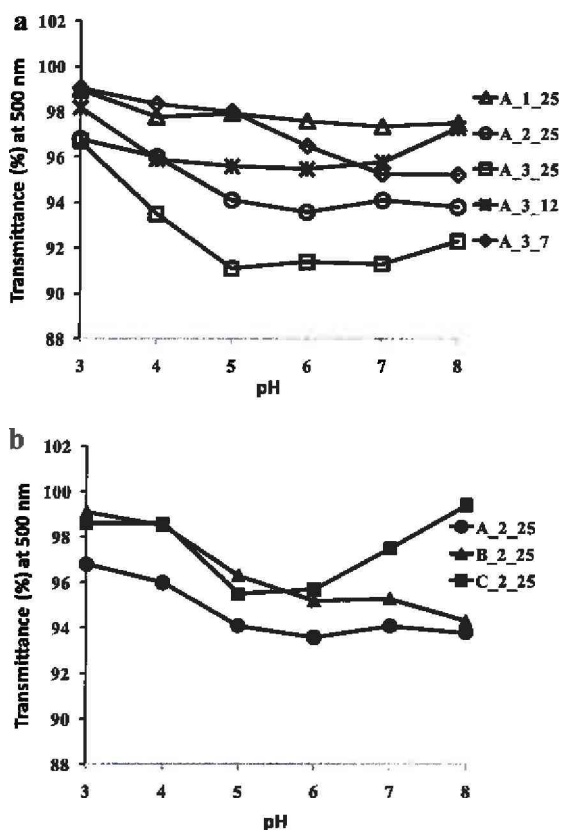 a
102
100
98
96
94
92
90
88
Transmittance (%) at 500 nm
3 4 5 6 7 8
pH
A_1_25
A_2_25
A_3_25
A_3_12
A_3_7
b
102
100
98
96
94
92
90
88
Transmittance (%) at 500 nm
3 4 5 6 7 8
pH
A_2_25
B_2_25
C_2_25